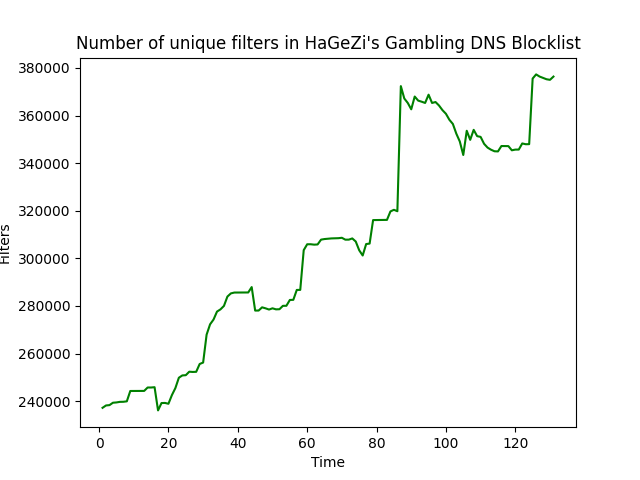 Number of unique filters in HaGeZi's Gambling DNS Blocklist
380000
360000
340000
320000
300000
280000
260000
240000
Filters
0 20 40 60 80 100 120
Time